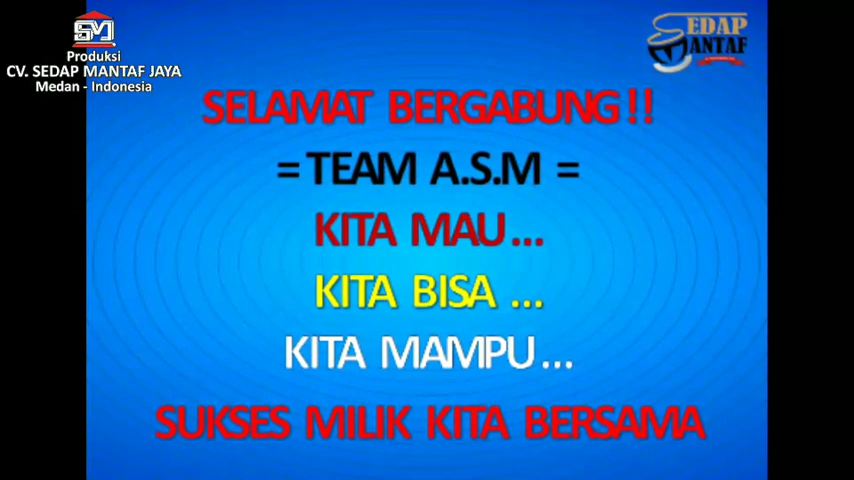 SMJ
Produksi
CV. SEDAP MANTAF JAYA
Medan - Indonesia
SEDAP
MANTAF
SELAMAT BERGABUNG!!
= TEAM A.S.M =
KITA MAU...
KITA BISA ...
KITA MAMPU...
SUKSES MILIK KITA BERSAMA